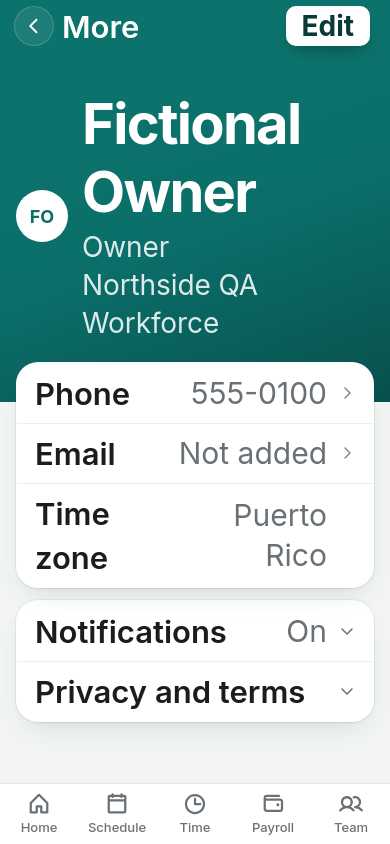 More
Edit
Fictional
Owner
FO
Owner
Northside QA
Workforce
Phone 555-0100
Email Not added
Time zone Puerto Rico
Notifications On
Privacy and terms
Home Schedule Time Payroll Team